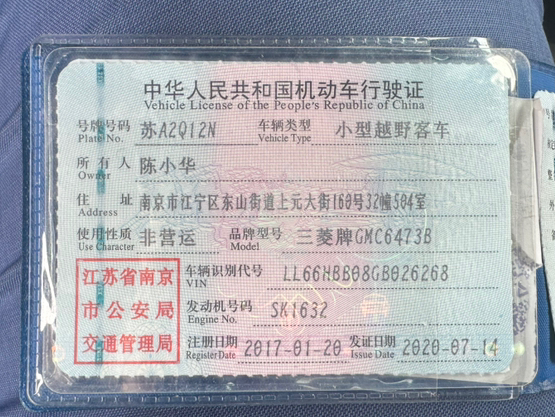 中华人民共和国机动车行驶证
Vehicle License of the People's Republic of China
号牌号码 苏A2Q12N 车辆类型 小型越野客车
Plate No. Vehicle Type
所有人 陈小华
Owner
住址 南京市江宁区东山街道上元大街160号32幢504室
Address
使用性质 非营运 品牌型号 三菱牌GMC6473B
Use Character Model
江苏省南京市公安局交通管理局
车辆识别代号 LL66HBB08GB026268
VIN
发动机号码 SK1632
Engine No.
注册日期 2017-01-20 发证日期 2020-07-14
Register Date Issue Date